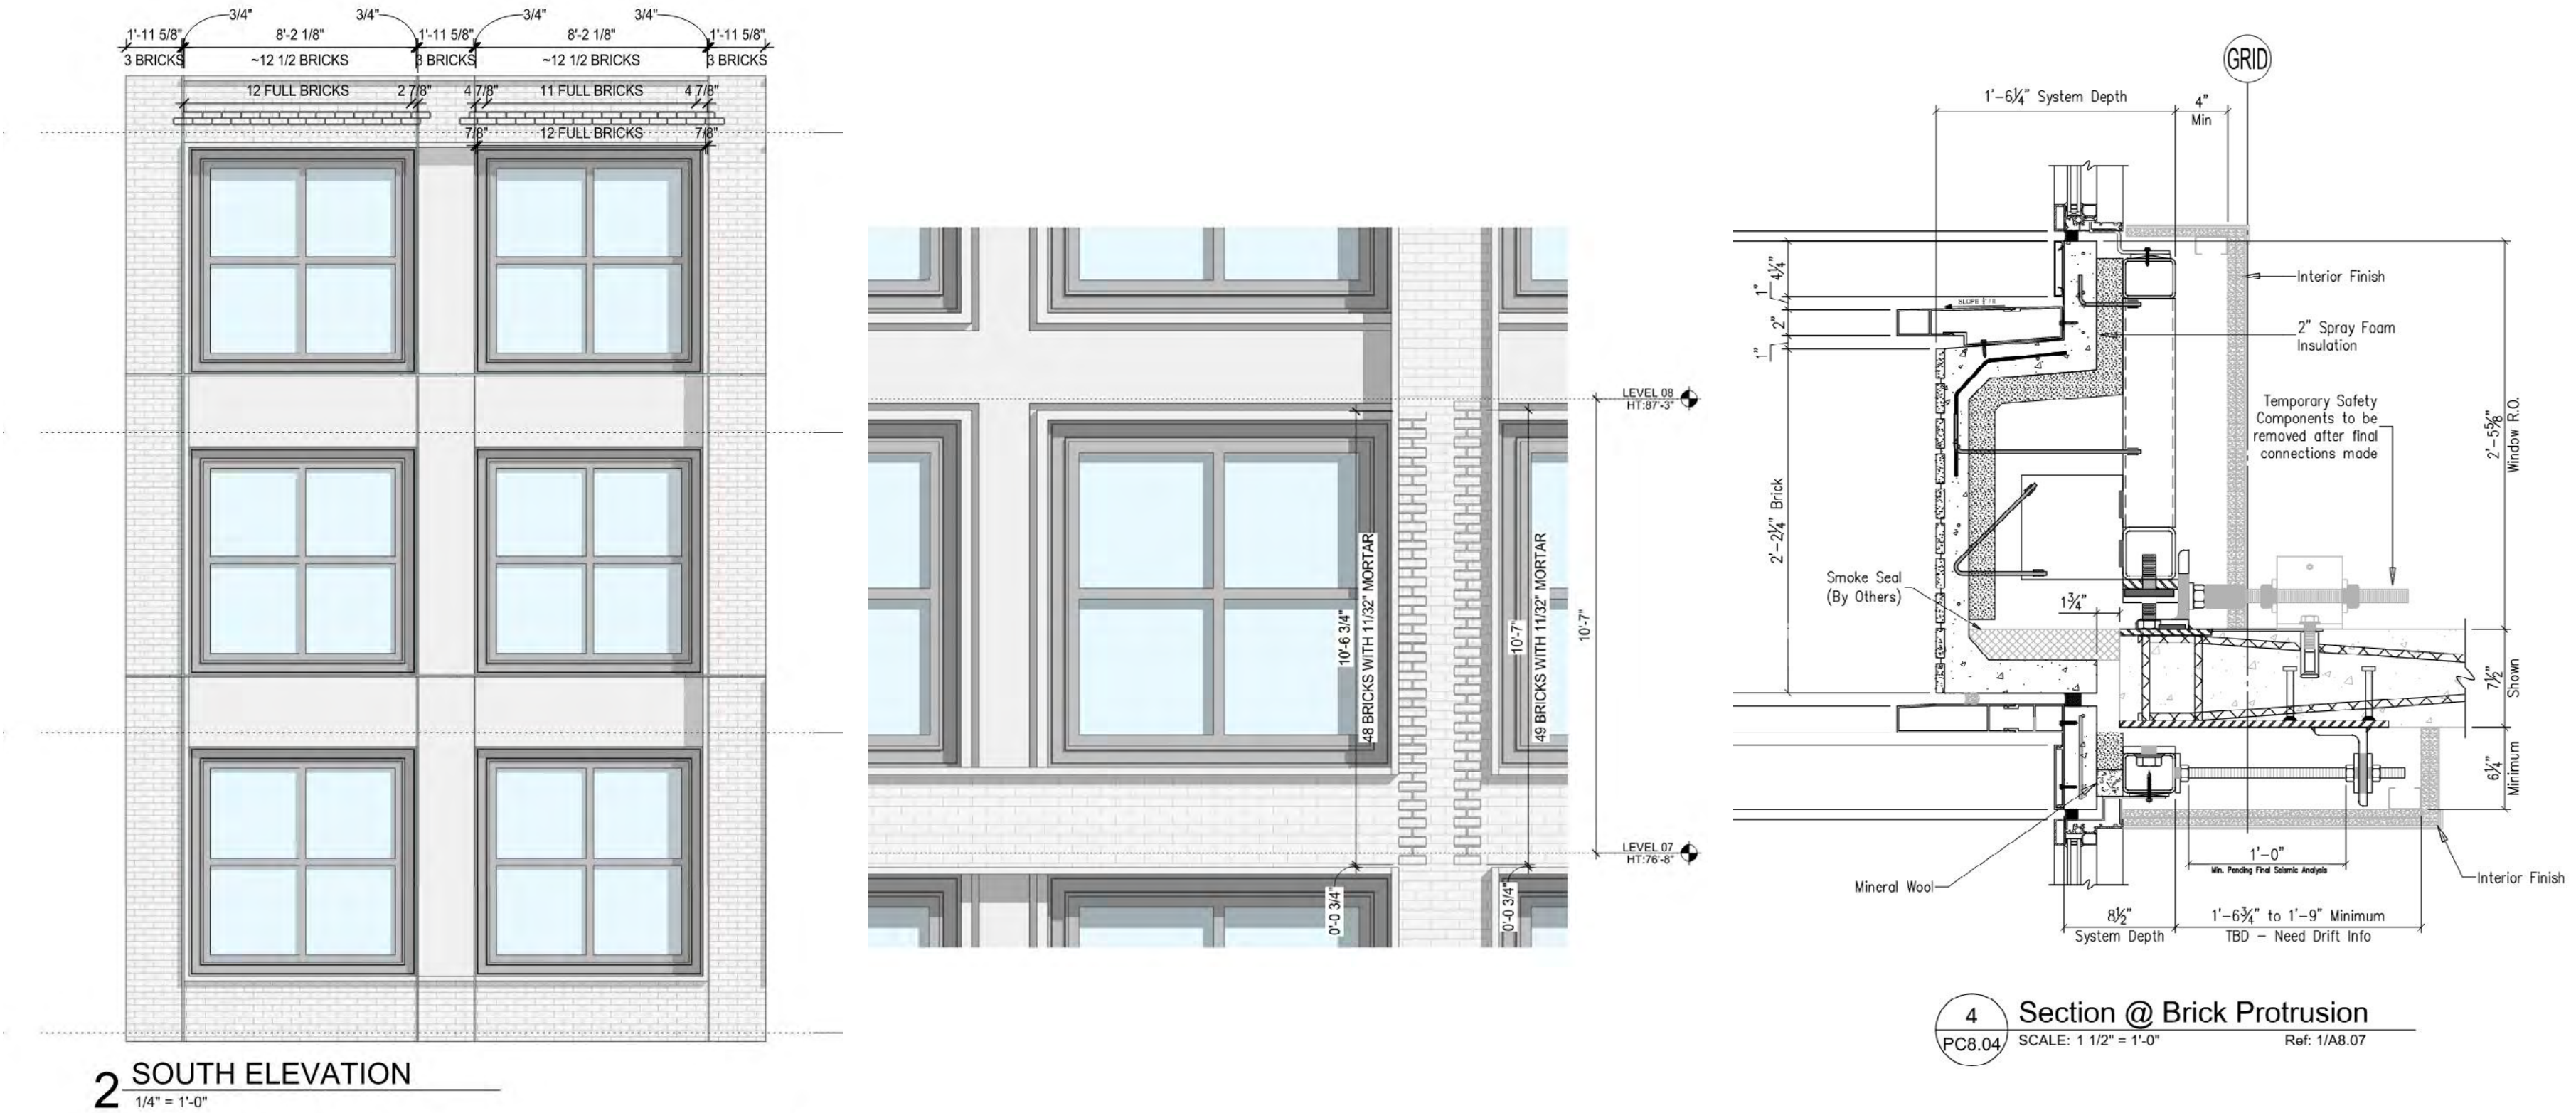 3/4" 3/4" 3/4" 3/4"
1'-11 5/8" 8'-2 1/8" 1'-11 5/8" 8'-2 1/8" 1'-11 5/8"
3 BRICKS ~12 1/2 BRICKS 3 BRICKS ~12 1/2 BRICKS 3 BRICKS
12 FULL BRICKS 2 7/8" 4 7/8" 11 FULL BRICKS 4 7/8"
7/8" 12 FULL BRICKS 7/8"
2 SOUTH ELEVATION
1/4" = 1'-0"
LEVEL 08
HT:87'-3"
10'-6 3/4"
48 BRICKS WITH 11/32" MORTAR
10'-7"
49 BRICKS WITH 11/32" MORTAR
10'-7"
LEVEL 07
HT:76'-8"
0'-0 3/4"
0'-0 3/4"
GRID
1'-6¼" System Depth
4"
Min
1" 4¼"
SLOPE
2"
1"
2'-2¼" Brick
Interior Finish
2" Spray Foam
Insulation
Temporary Safety
Components to be
removed after final
connections made
2'-5⅝"
Window R.O.
Smoke Seal
(By Others)
1¾"
7½"
Shown
6¼"
Minimum
1'-0"
Min. Pending Final Seismic Analysis
Mineral Wool
Interior Finish
8½"
System Depth
1'-6¾" to 1'-9" Minimum
TBD - Need Drift Info
4
PC8.04
Section @ Brick Protrusion
SCALE: 1 1/2" = 1'-0" Ref: 1/A8.07